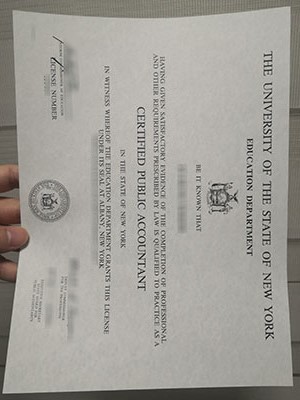 THE UNIVERSITY OF THE STATE OF NEW YORK
EDUCATION DEPARTMENT
BE IT KNOWN THAT
HAVING GIVEN SATISFACTORY EVIDENCE OF THE COMPLETION OF PROFESSIONAL
AND OTHER REQUIREMENTS PRESCRIBED BY LAW IS QUALIFIED TO PRACTICE AS A
CERTIFIED PUBLIC ACCOUNTANT
IN THE STATE OF NEW YORK
IN WITNESS WHEREOF THE EDUCATION DEPARTMENT GRANTS THIS LICENSE
UNDER ITS SEAL AT ALBANY, NEW YORK
LICENSE NUMBER